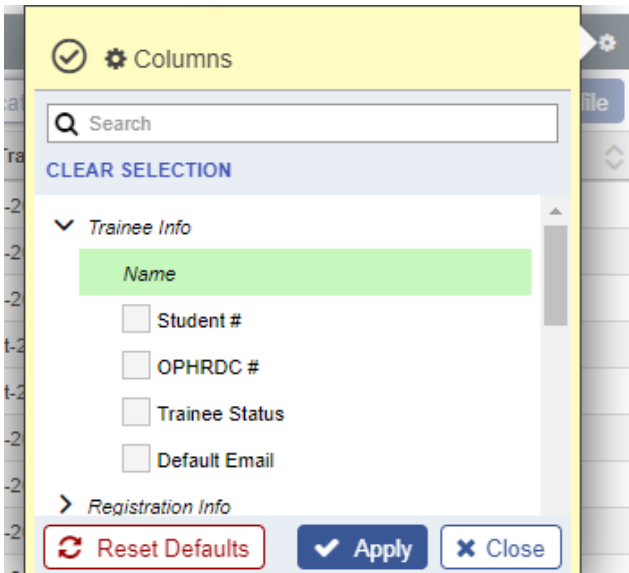 Columns
Search
CLEAR SELECTION
Trainee Info
Name
Student #
OPHRDC #
Trainee Status
Default Email
Registration Info
Reset Defaults
Apply
Close